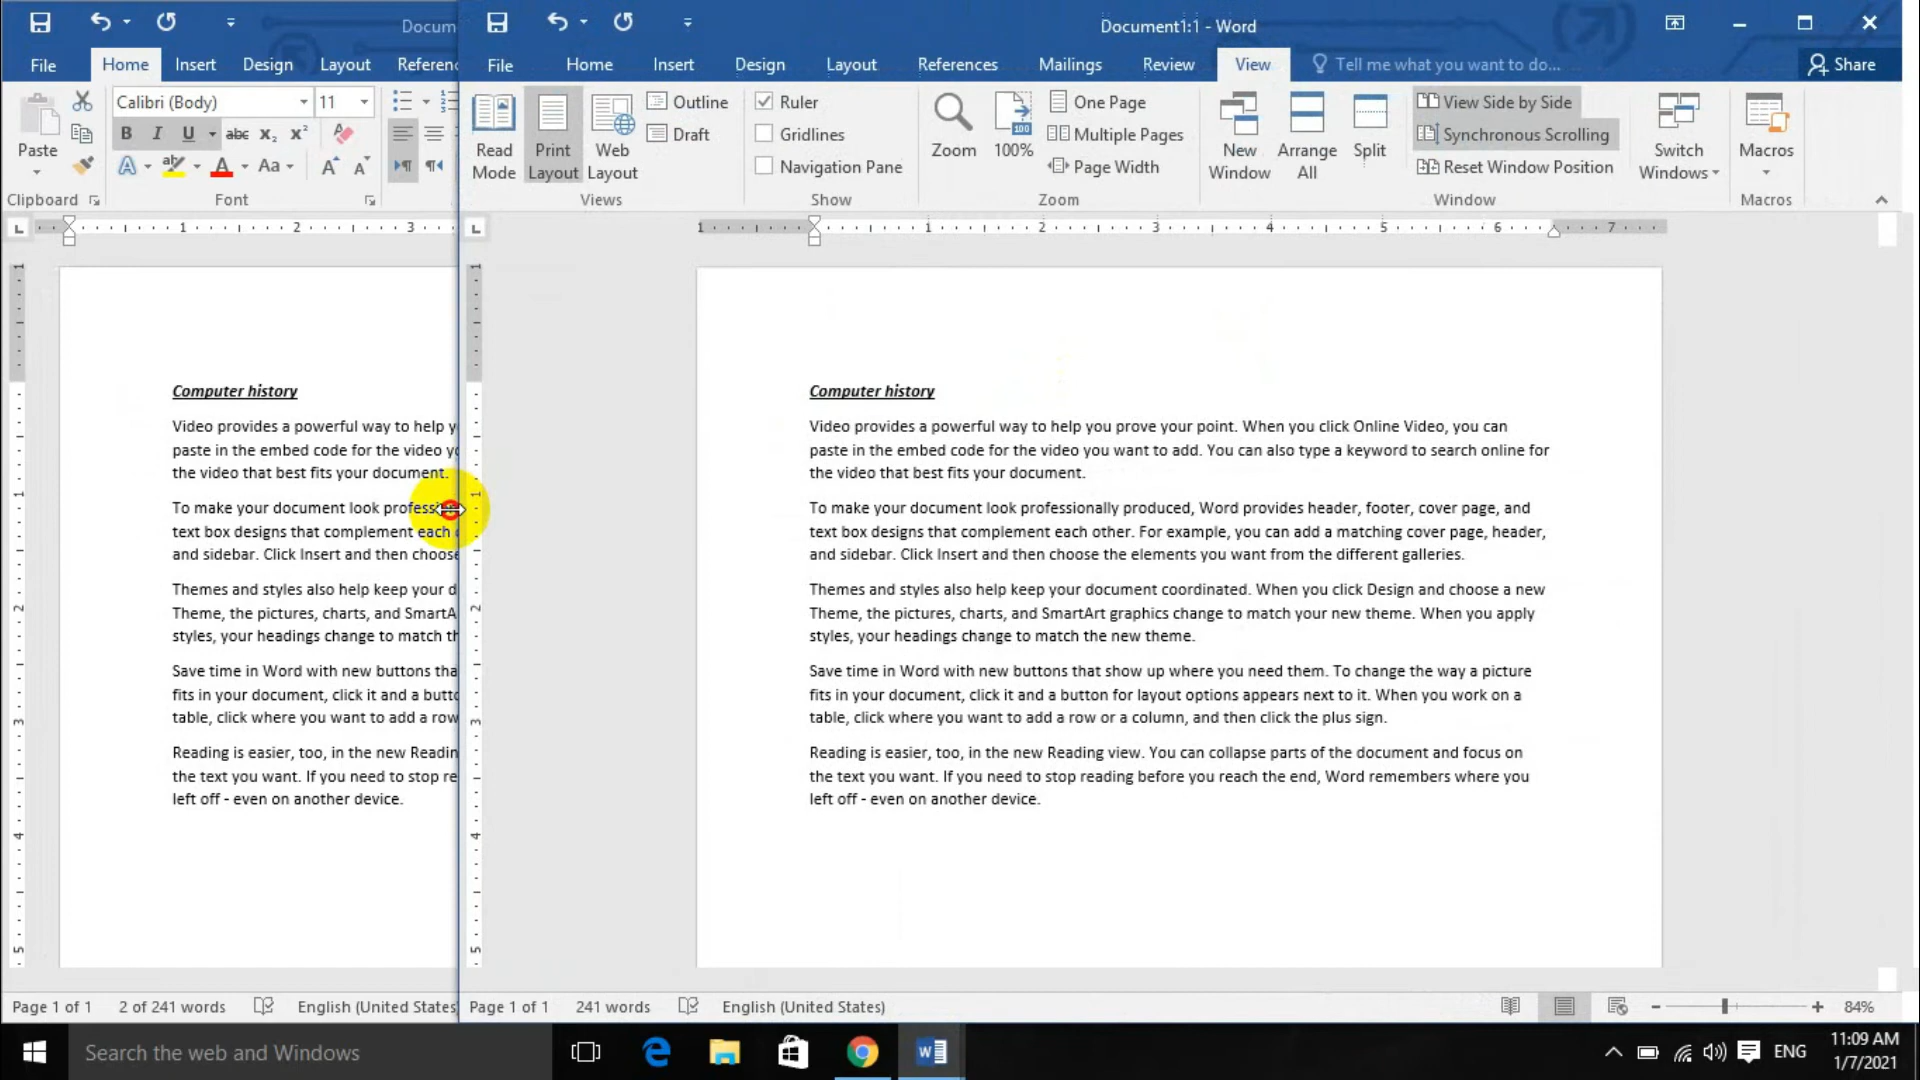 Docum
File Home Insert Design Layout Referenc
Calibri (Body) 11
B I U abc x₂ x² 
A A Aa A A
Paste
Clipboard Font
1 2 3
Computer history
Video provides a powerful way to help y
paste in the embed code for the video yo
the video that best fits your document.
To make your document look profess
text box designs that complement each
and sidebar. Click Insert and then choose
Themes and styles also help keep your d
Theme, the pictures, charts, and SmartA
styles, your headings change to match th
Save time in Word with new buttons tha
fits in your document, click it and a butto
table, click where you want to add a row
Reading is easier, too, in the new Readin
the text you want. If you need to stop re
left off - even on another device.
Page 1 of 1 2 of 241 words English (United States
Document1:1 - Word
File Home Insert Design Layout References Mailings Review View Tell me what you want to do... Share
Read Mode
Print Layout
Web Layout
Outline
Draft
Views
Ruler
Gridlines
Navigation Pane
Show
Zoom
100
100%
One Page
Multiple Pages
Page Width
Zoom
New Window
Arrange All
Split
View Side by Side
Synchronous Scrolling
Reset Window Position
Switch Windows
Window
Macros
Macros
1 1 2 3 4 5 6 7
1
1
2
3
4
5
Computer history
Video provides a powerful way to help you prove your point. When you click Online Video, you can
paste in the embed code for the video you want to add. You can also type a keyword to search online for
the video that best fits your document.
To make your document look professionally produced, Word provides header, footer, cover page, and
text box designs that complement each other. For example, you can add a matching cover page, header,
and sidebar. Click Insert and then choose the elements you want from the different galleries.
Themes and styles also help keep your document coordinated. When you click Design and choose a new
Theme, the pictures, charts, and SmartArt graphics change to match your new theme. When you apply
styles, your headings change to match the new theme.
Save time in Word with new buttons that show up where you need them. To change the way a picture
fits in your document, click it and a button for layout options appears next to it. When you work on a
table, click where you want to add a row or a column, and then click the plus sign.
Reading is easier, too, in the new Reading view. You can collapse parts of the document and focus on
the text you want. If you need to stop reading before you reach the end, Word remembers where you
left off - even on another device.
Page 1 of 1 241 words English (United States) 84%
Search the web and Windows
ENG
11:09 AM
1/7/2021